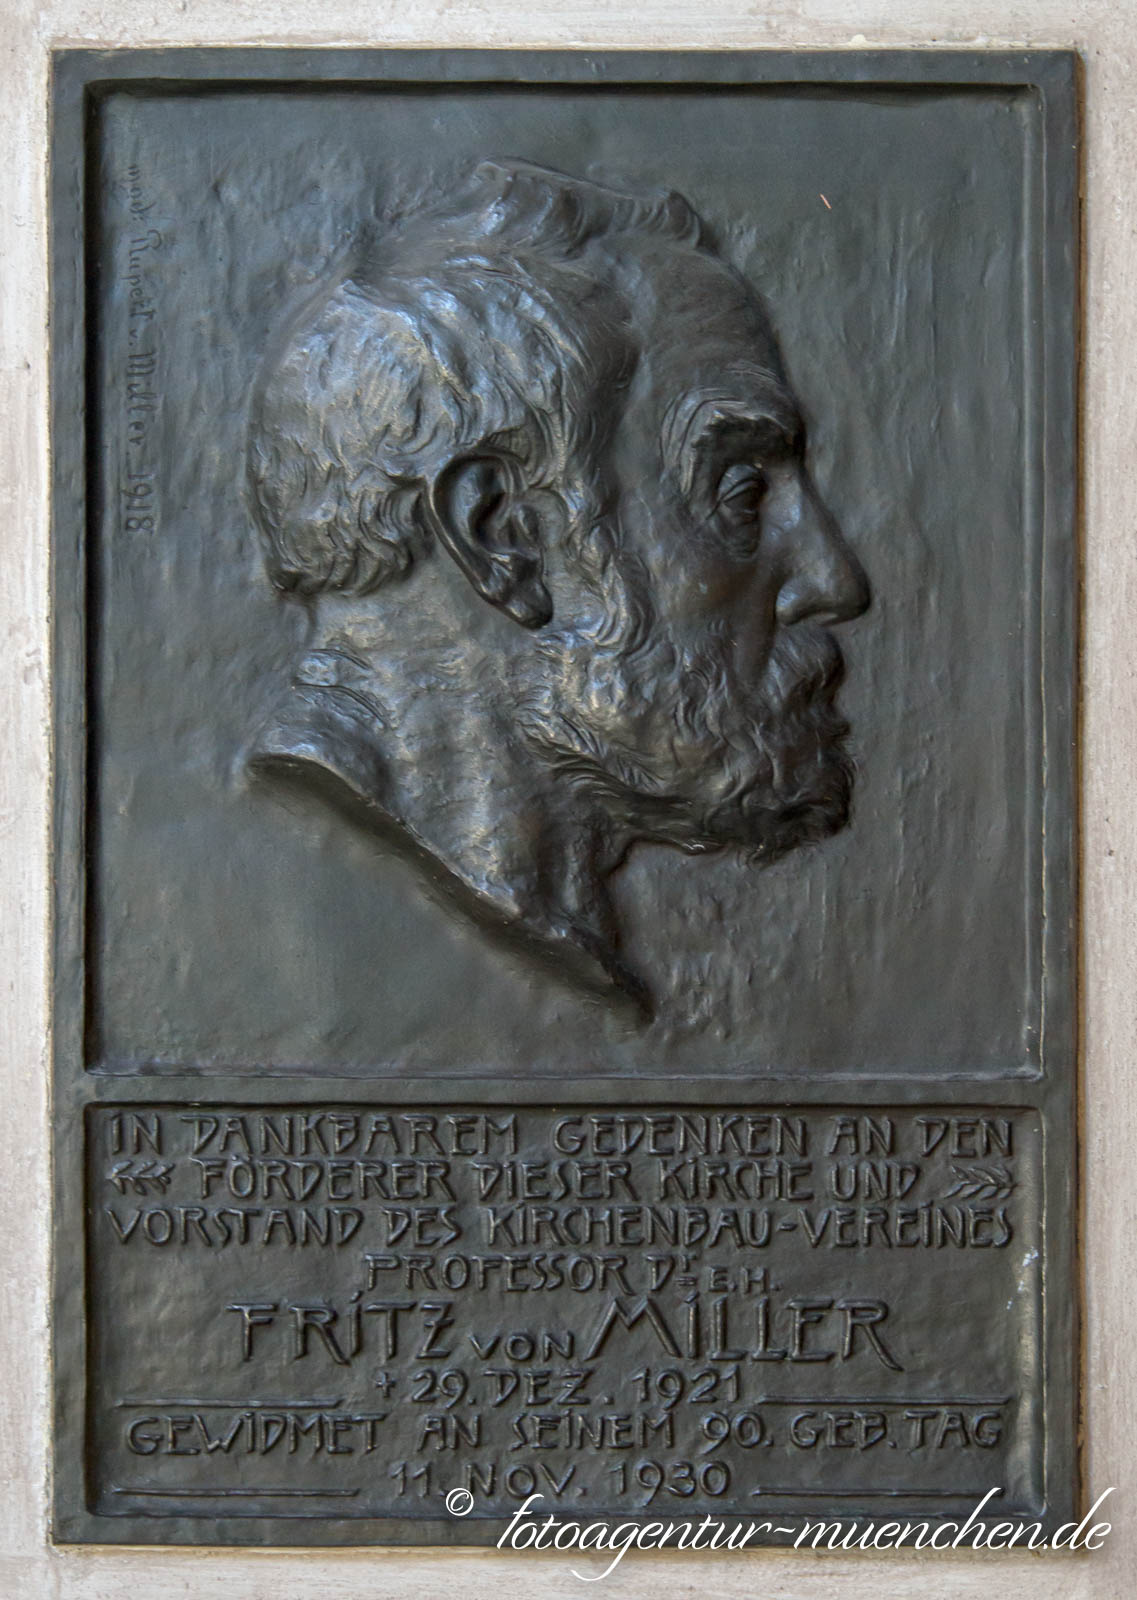 mod: Rupert v. Miller 1918
IN DANKBAREM GEDENKEN AN DEN
FÖRDERER DIESER KIRCHE UND
VORSTAND DES KIRCHENBAU-VEREINES
PROFESSOR Dr E.H.
FRITZ VON MILLER
+ 29. DEZ. 1921
GEWIDMET AN SEINEM 90. GEB. TAG
11. NOV. 1930
© fotoagentur-muenchen.de